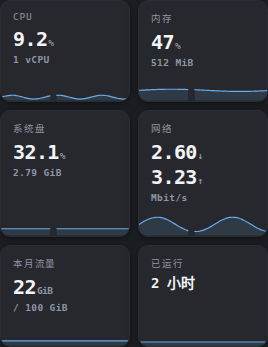 CPU
9.2%
1 vCPU
内存
47%
512 MiB
系统盘
32.1%
2.79 GiB
网络
2.60↓
3.23↑
Mbit/s
本月流量
22GiB
/ 100 GiB
已运行
2 小时